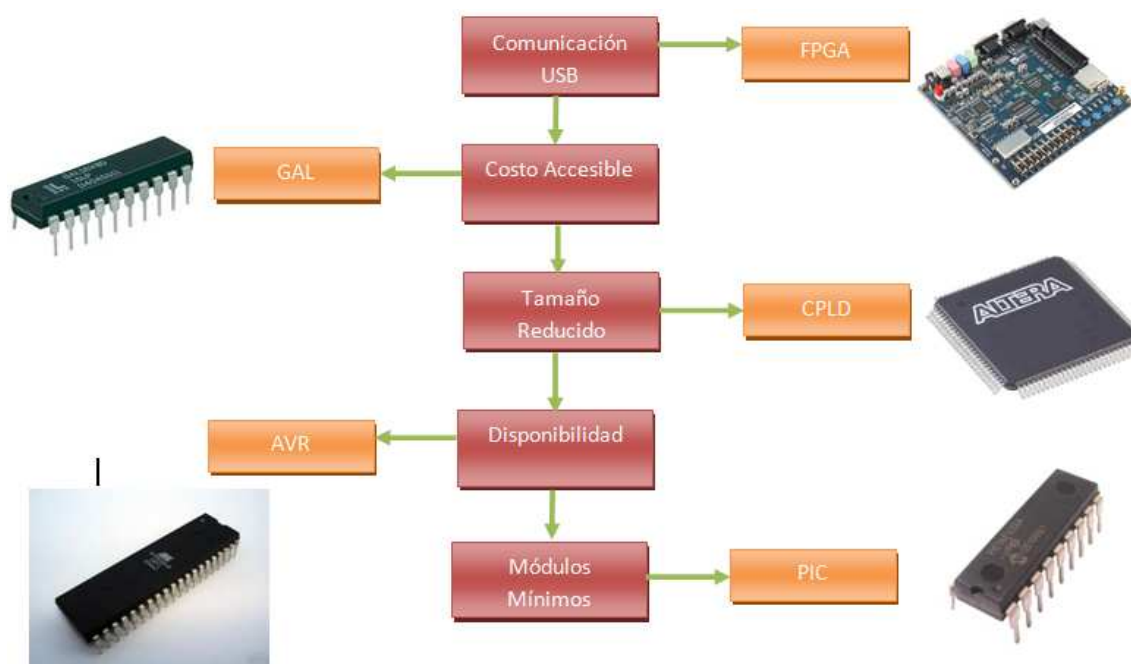 Comunicación
USB
FPGA
GAL
Costo Accesible
Tamaño
Reducido
CPLD
ALTERA
AVR
Disponibilidad
Módulos
Mínimos
PIC